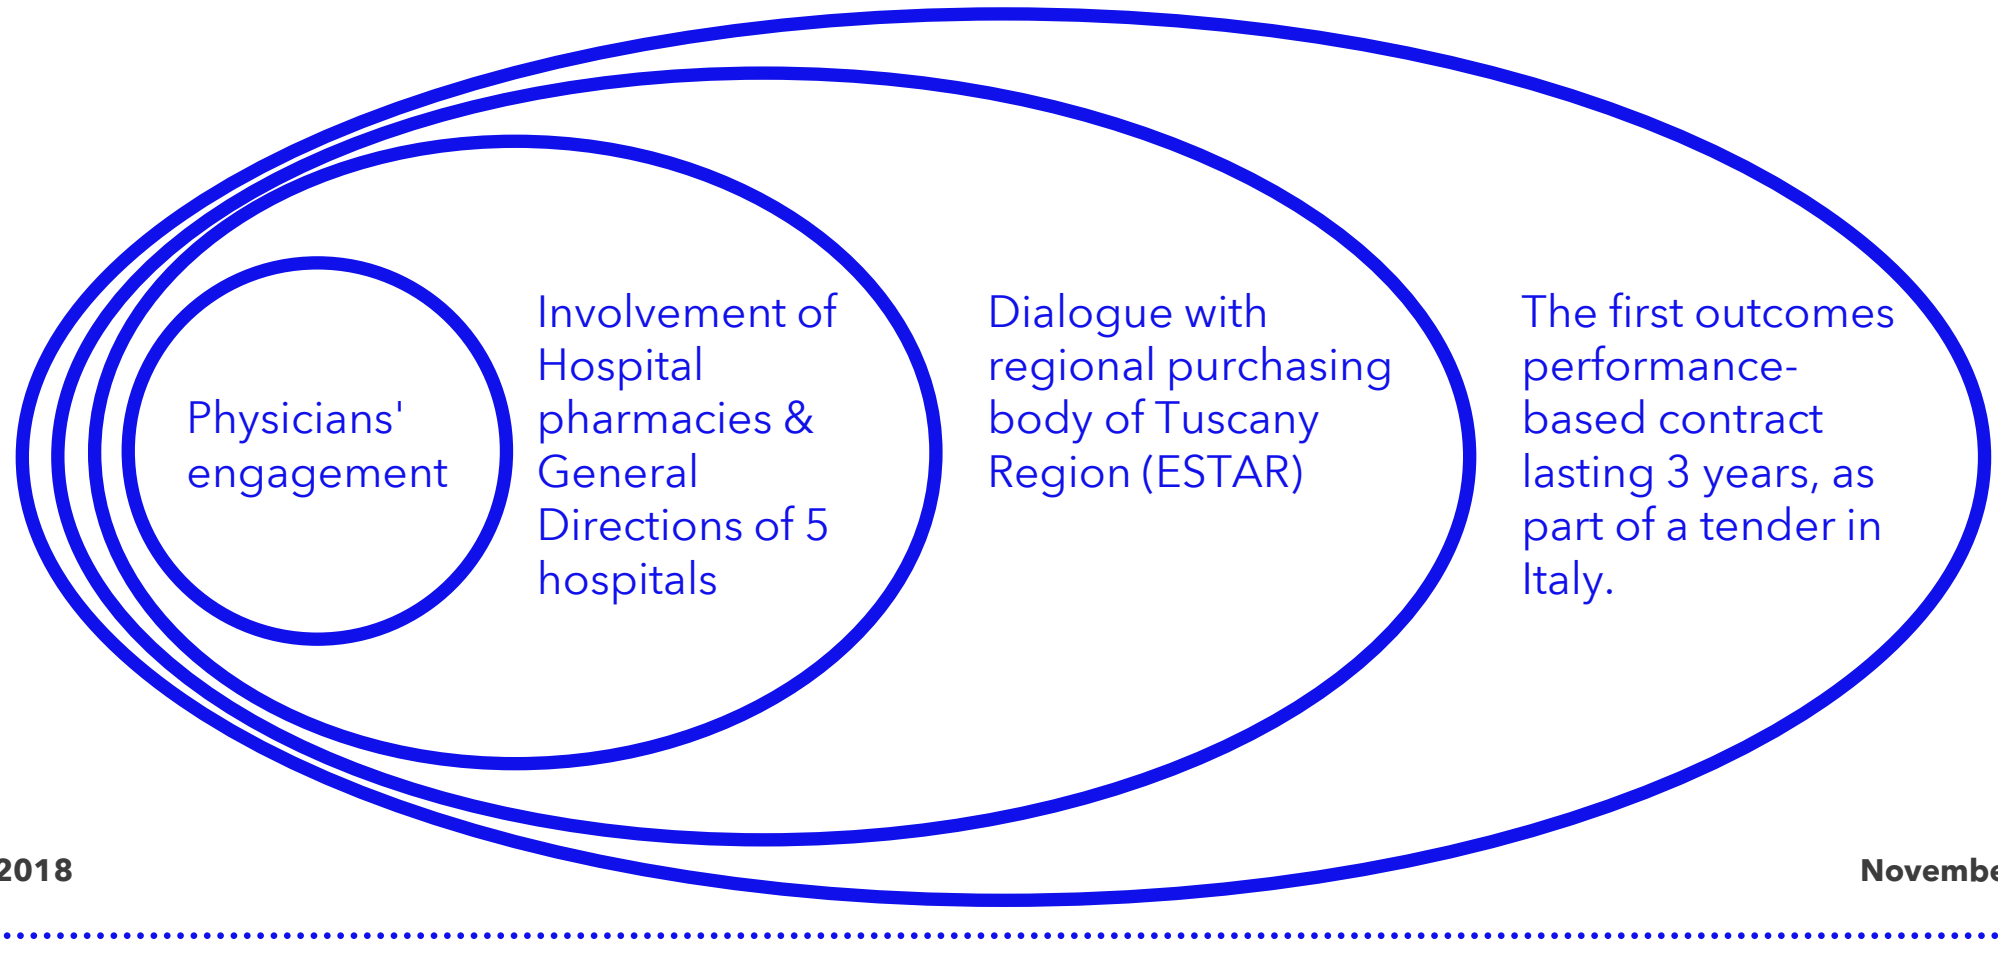 Physicians'
engagement
Involvement of
Hospital
pharmacies &
General
Directions of 5
hospitals
Dialogue with
regional purchasing
body of Tuscany
Region (ESTAR)
The first outcomes
performance-
based contract
lasting 3 years, as
part of a tender in
Italy.
2018